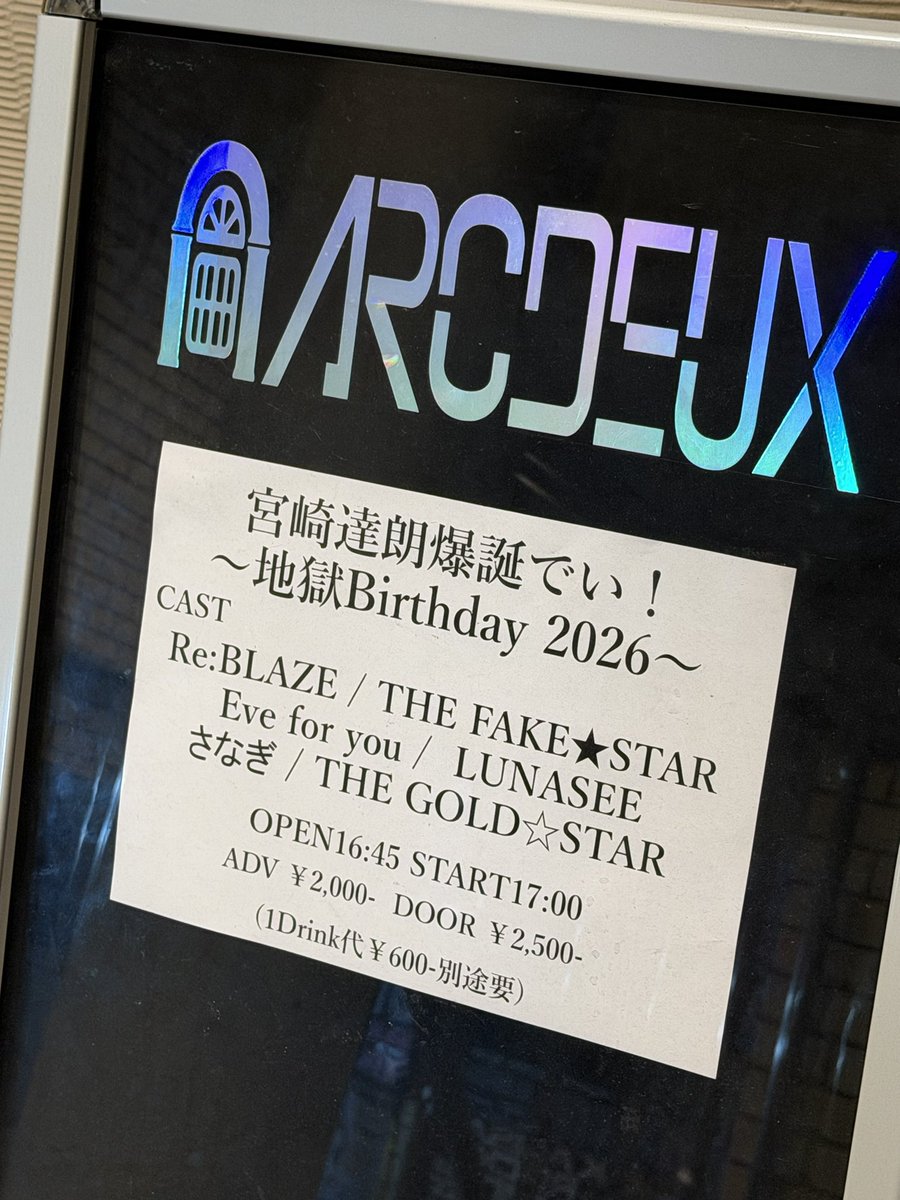 ARCDEUX
宮崎達朗爆誕でい！
～地獄Birthday 2026～
CAST
Re:BLAZE / THE FAKE★STAR
Eve for you / LUNASEE
さなぎ / THE GOLD☆STAR
OPEN16:45 START17:00
ADV ￥2,000- DOOR ￥2,500-
(1Drink代￥600-別途要)